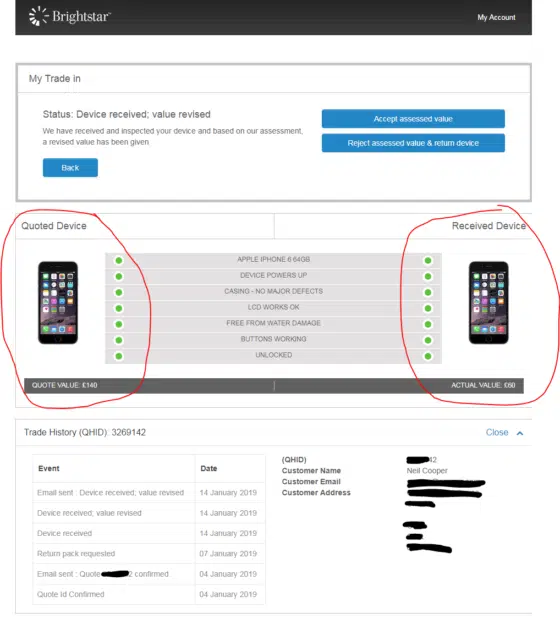 Brightstar
My Account
My Trade in
Status: Device received; value revised
We have received and inspected your device and based on our assessment,
a revised value has been given
Accept assessed value
Reject assessed value & return device
Back
Quoted Device
Received Device
APPLE IPHONE 6 64GB
DEVICE POWERS UP
CASING - NO MAJOR DEFECTS
LCD WORKS OK
FREE FROM WATER DAMAGE
BUTTONS WORKING
UNLOCKED
QUOTE VALUE: £140
ACTUAL VALUE: £60
Trade History (QHID): 3269142
Close
Event Date
Email sent : Device received; value revised 14 January 2019
Device received; value revised 14 January 2019
Device received 14 January 2019
Return pack requested 07 January 2019
Email sent : Quote 2 confirmed 04 January 2019
Quote Id Confirmed 04 January 2019
(QHID) 42
Customer Name Neil Cooper
Customer Email
Customer Address